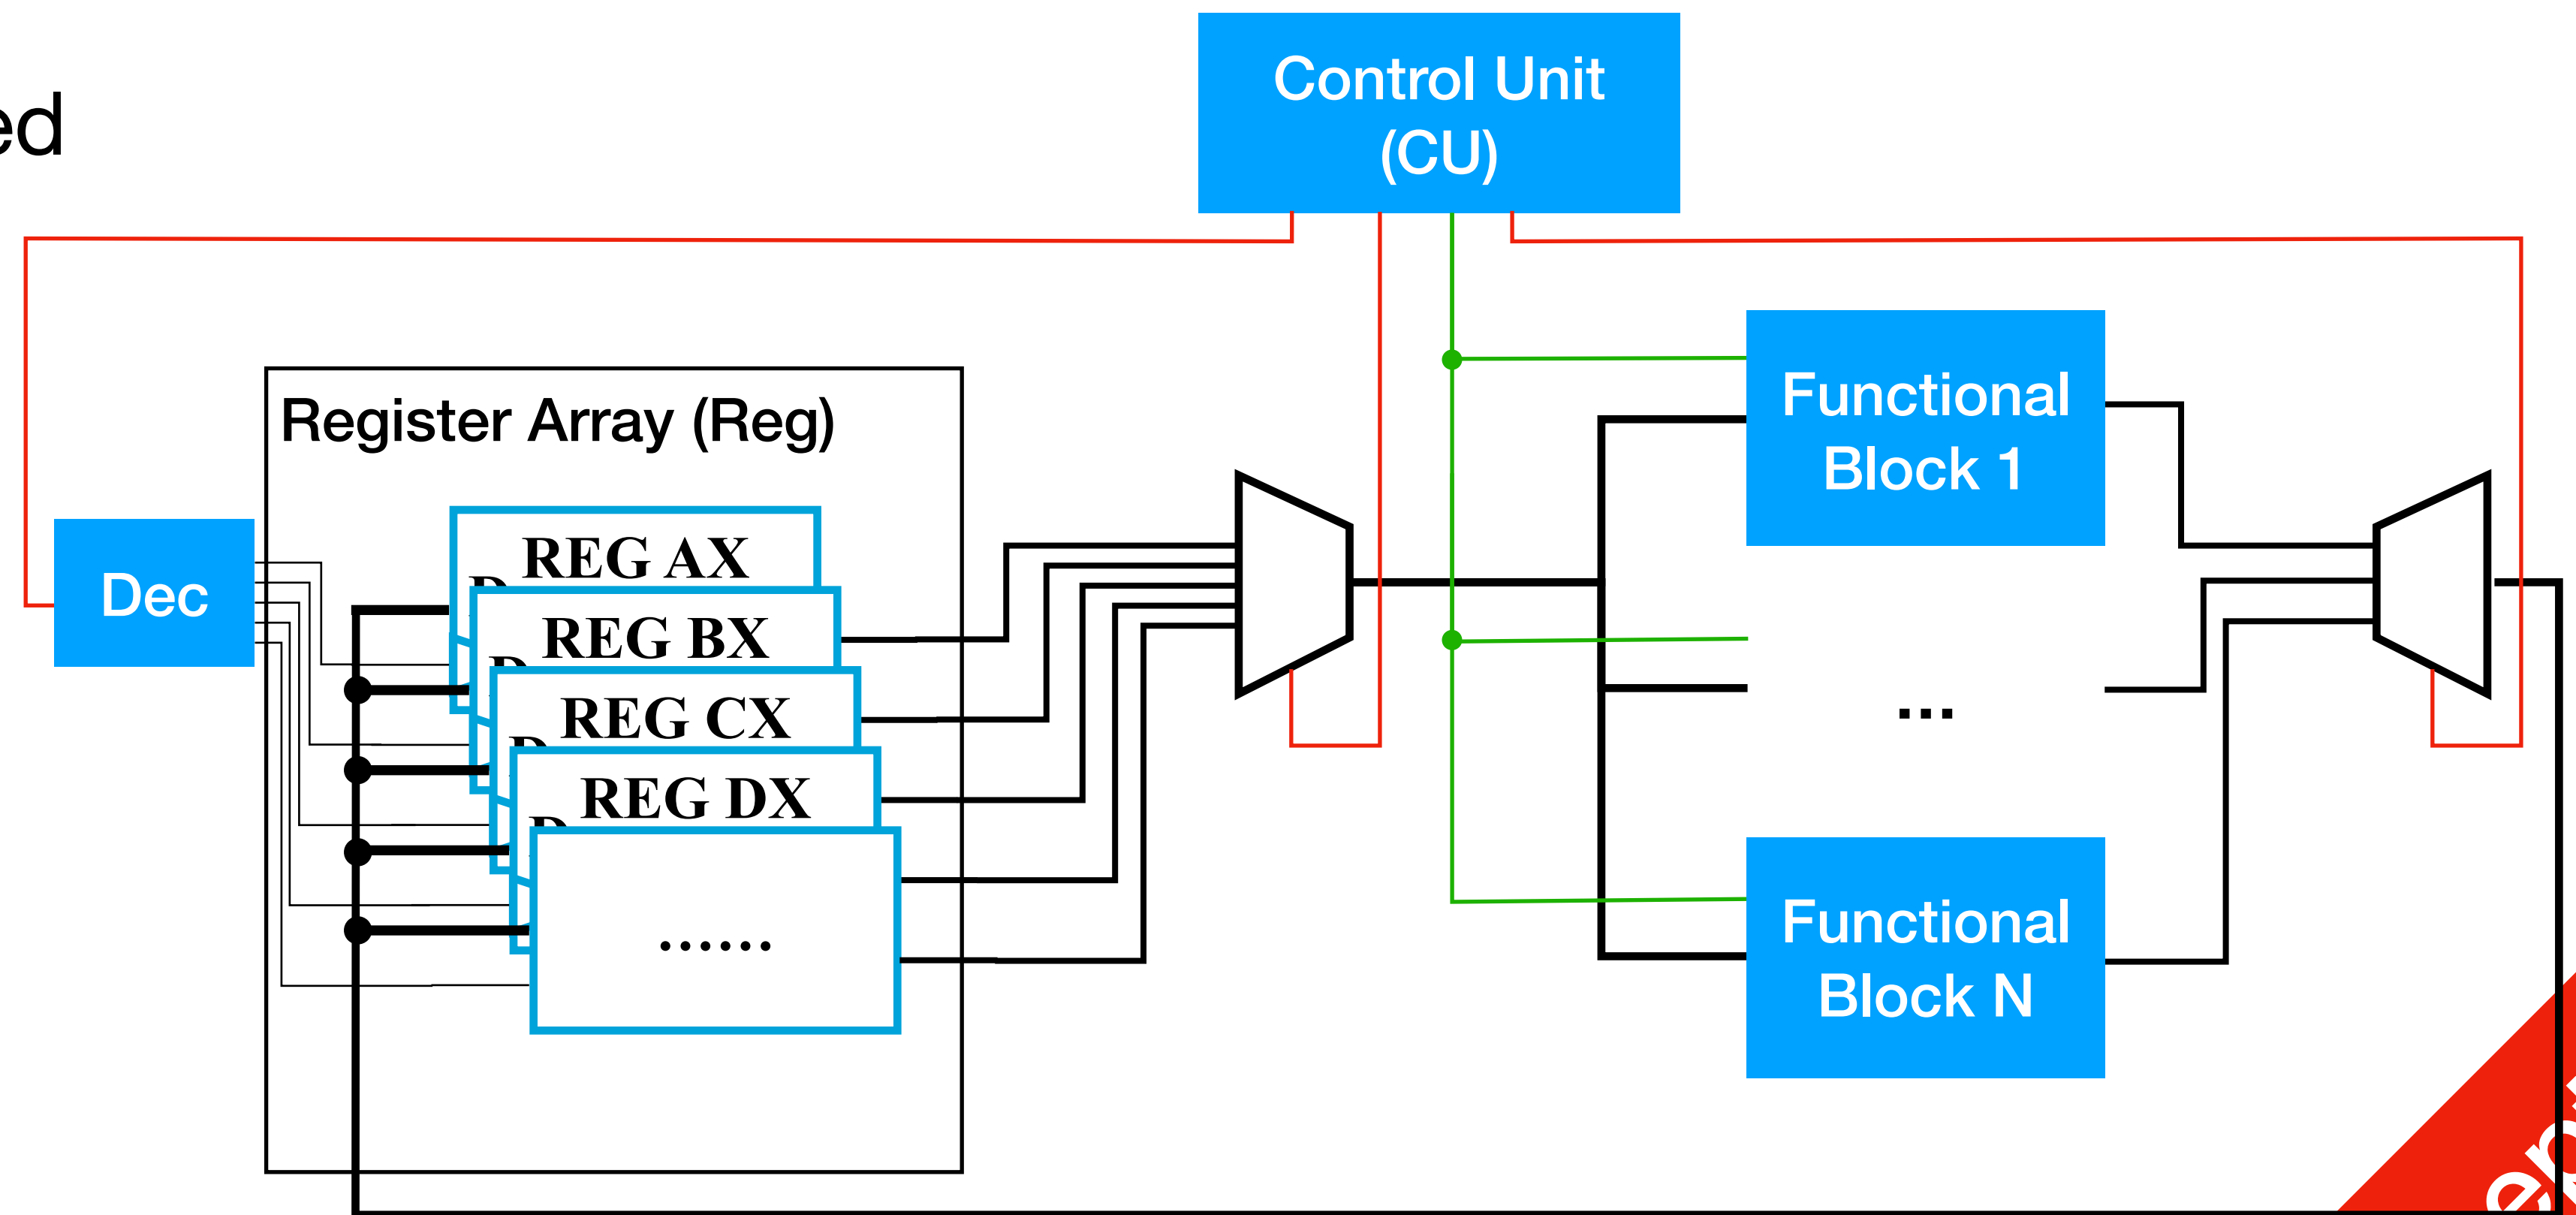 ed
Control Unit
(CU)
Register Array (Reg)
Dec
REG AX
REG BX
REG CX
REG DX
......
Functional
Block 1
...
Functional
Block N